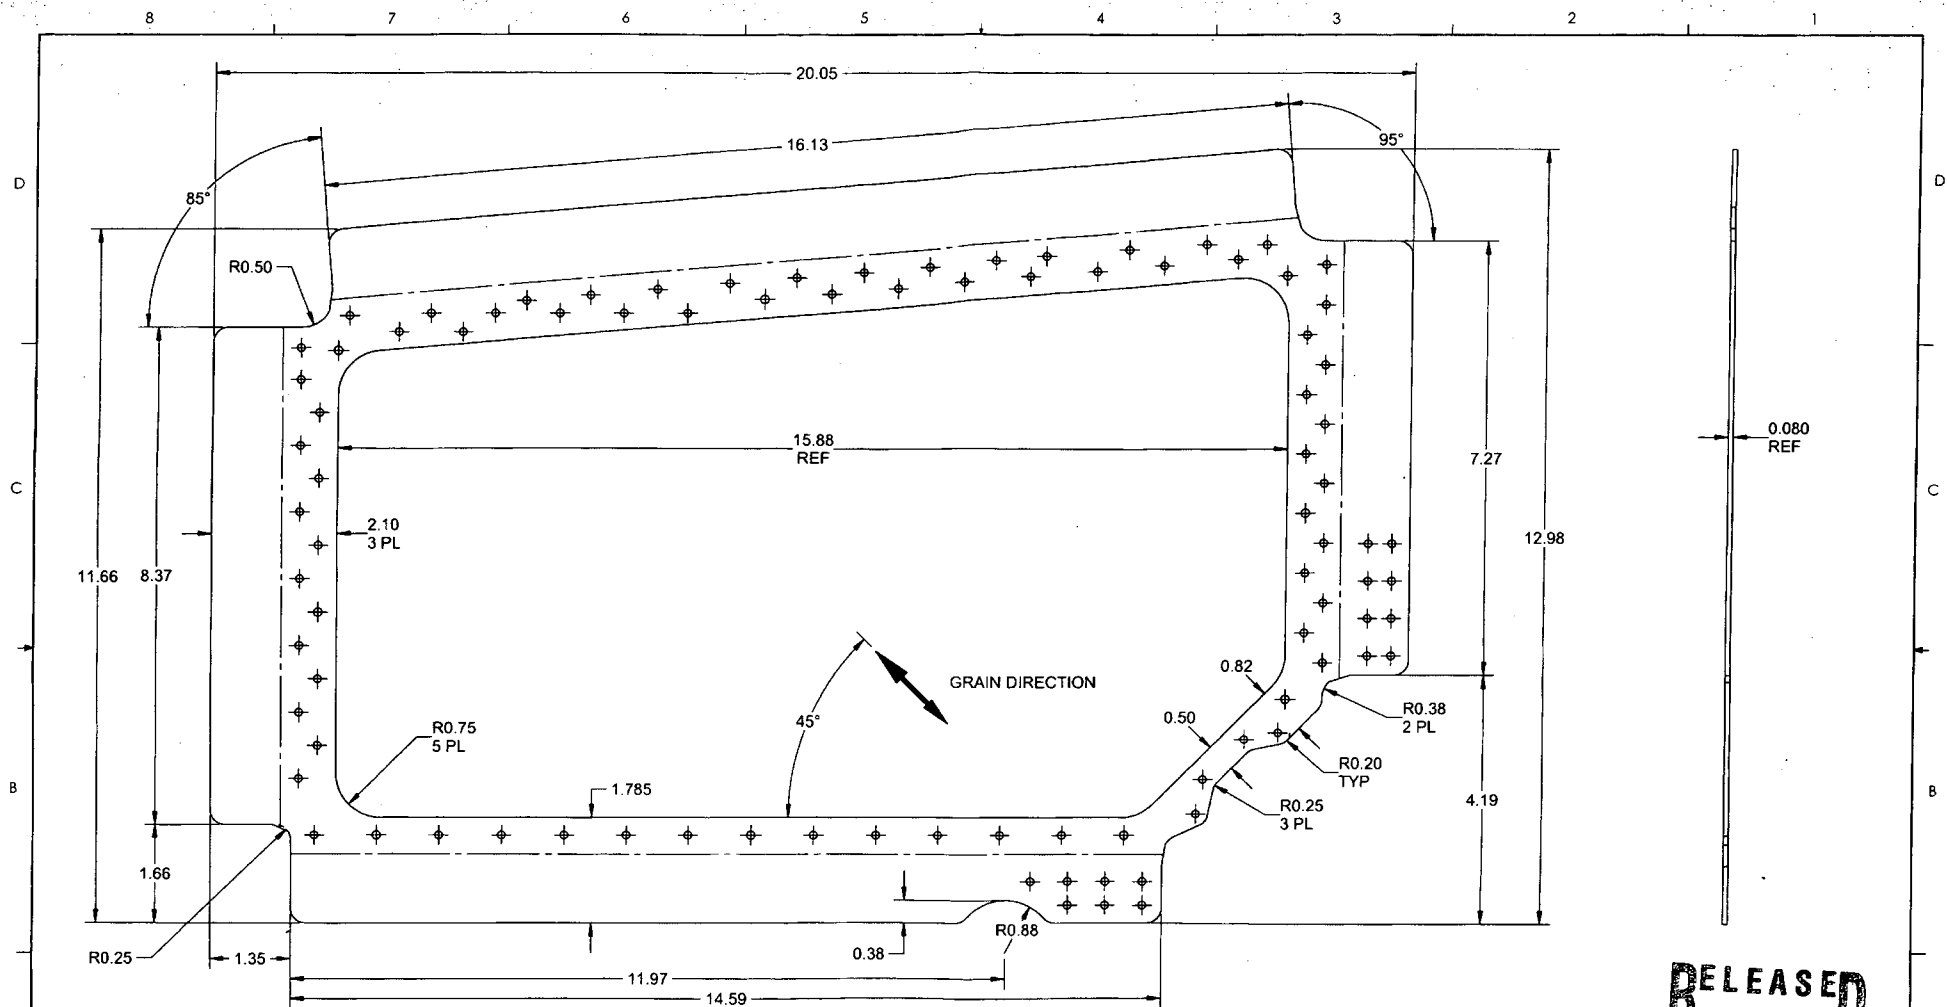 8 7 6 5 4 3 2 1
20.05
16.13
95°
D
D
85°
R0.50
15.88
REF
0.080
REF
7.27
C
C
2.10
3 PL
12.98
11.66
8.37
0.82
GRAIN DIRECTION
R0.38
2 PL
0.50
45°
R0.75
5 PL
R0.20
TYP
1.785
B
B
4.19
R0.25
3 PL
1.66
R0.88
0.38
R0.25
1.35
11.97
14.59
RELEASED